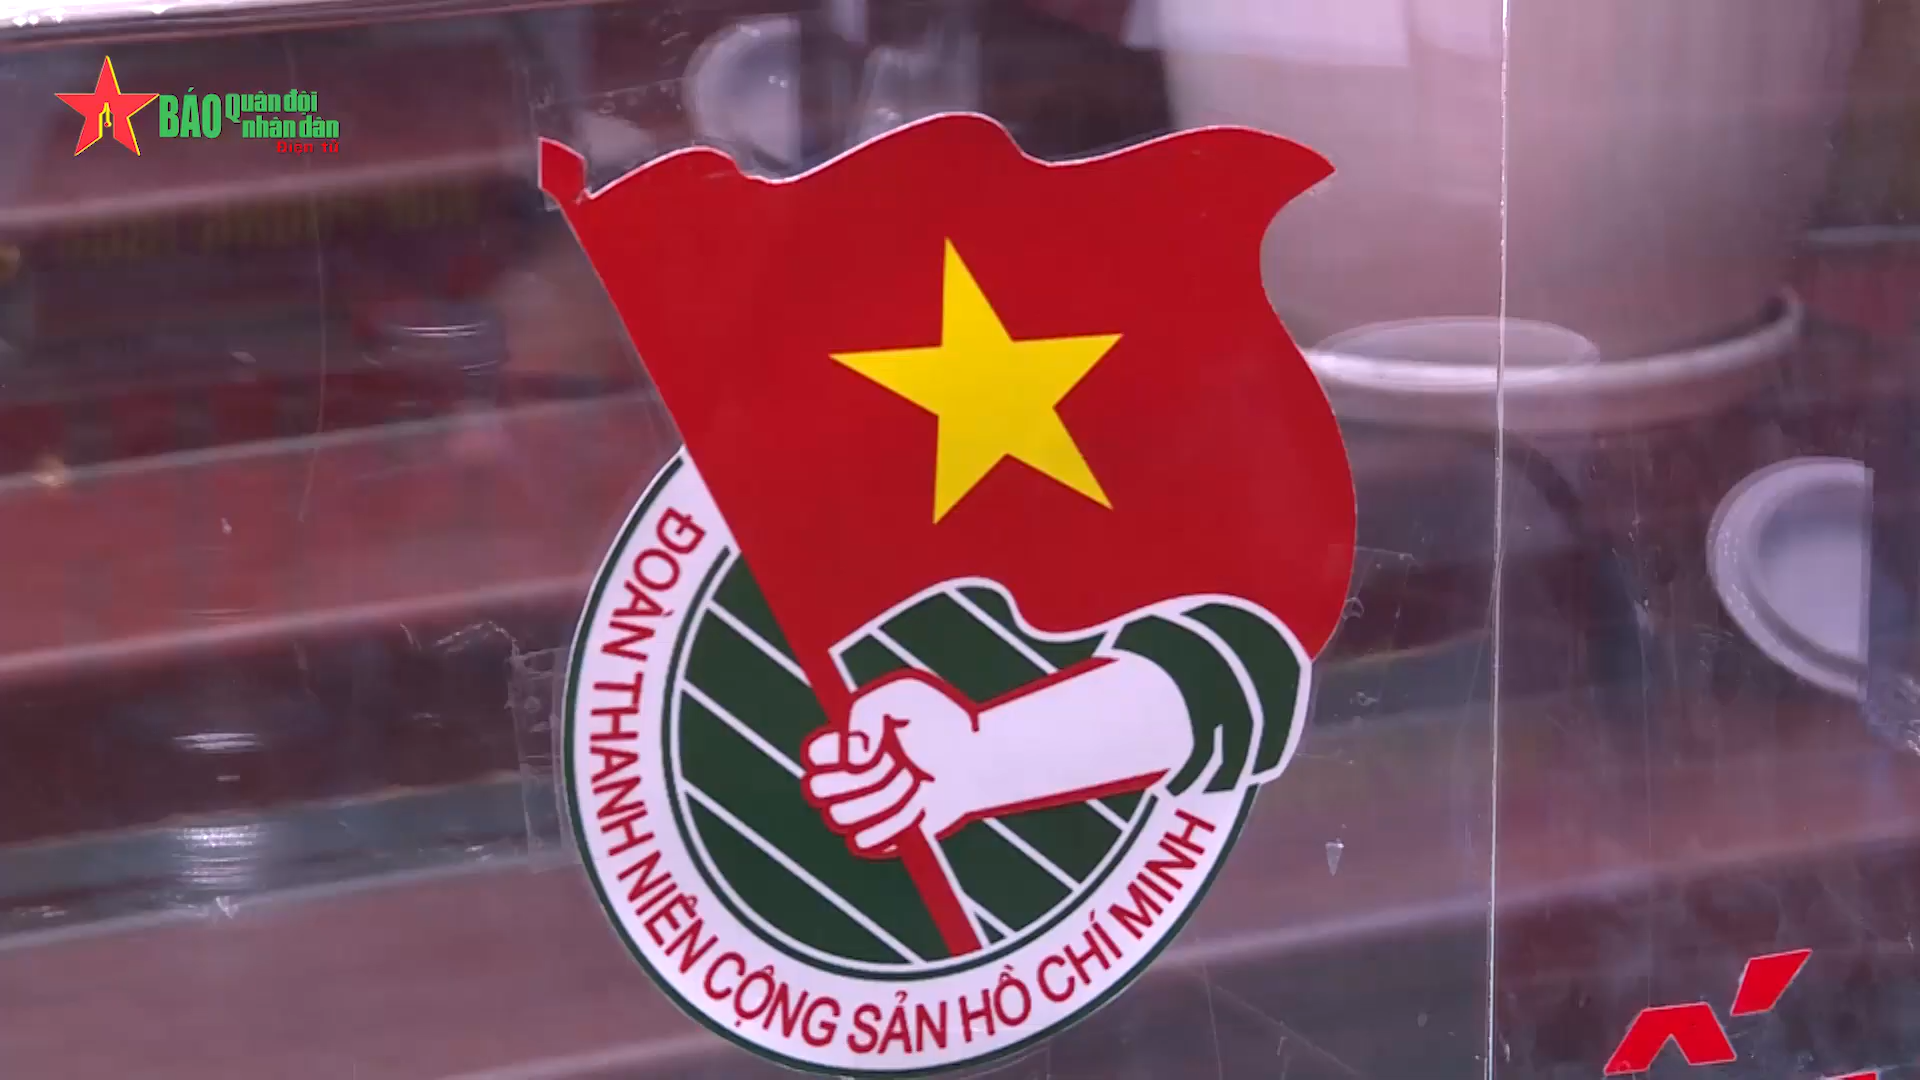 BÁO Quân đội
nhân dân
Điện tử
ĐOÀN THANH NIÊN CỘNG SẢN HỒ CHÍ MINH